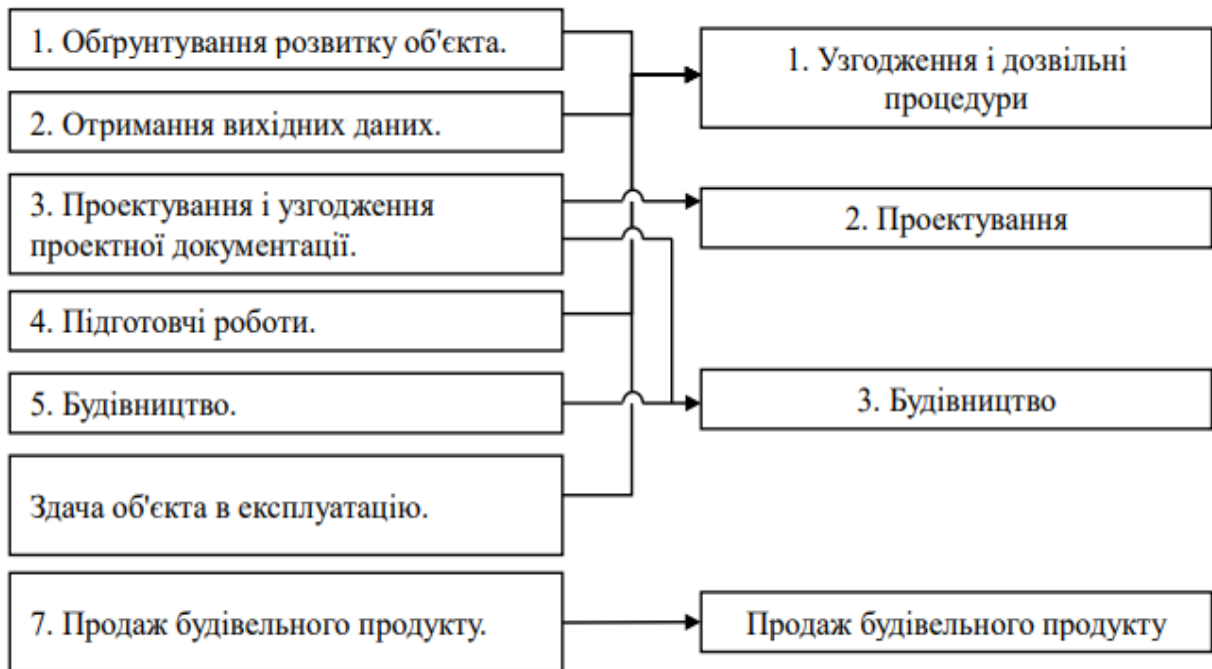 1. Обґрунтування розвитку об'єкта.
2. Отримання вихідних даних.
3. Проектування і узгодження
проектної документації.
4. Підготовчі роботи.
5. Будівництво.
Здача об'єкта в експлуатацію.
7. Продаж будівельного продукту.
1. Узгодження і дозвільні
процедури
2. Проектування
3. Будівництво
Продаж будівельного продукту